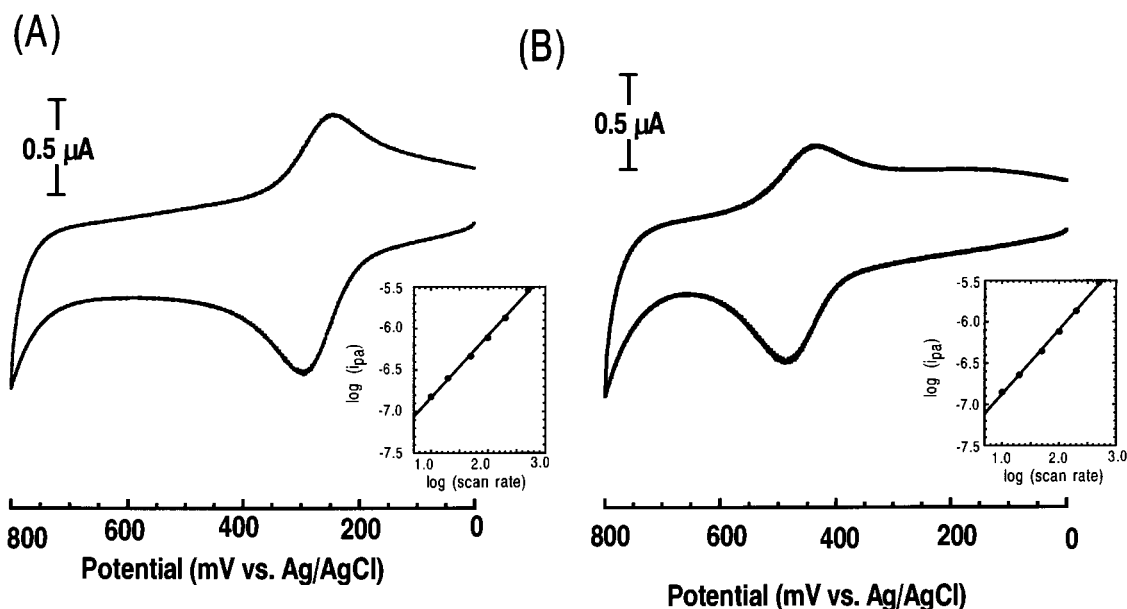 (A)
0.5 μA
-5.5
-6.0
-6.5
-7.0
-7.5
log (ipa)
1.0 2.0 3.0
log (scan rate)
800 600 400 200 0
Potential (mV vs. Ag/AgCl)
(B)
0.5 μA
-5.5
-6.0
-6.5
-7.0
-7.5
log (ipa)
1.0 2.0 3.0
log (scan rate)
800 600 400 200 0
Potential (mV vs. Ag/AgCl)